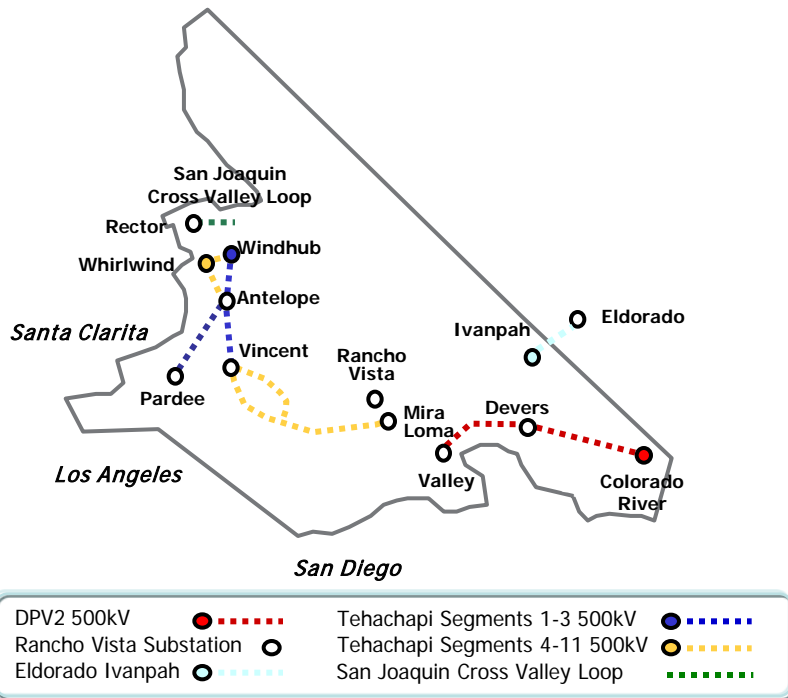 San Joaquin
Cross Valley Loop
Rector
Windhub
Whirlwind
Antelope
Santa Clarita
Ivanpah
Eldorado
Vincent
Rancho
Vista
Pardee
Mira
Loma
Devers
Los Angeles
Valley
Colorado
River
San Diego
DPV2 500kV
Rancho Vista Substation
Eldorado Ivanpah
Tehachapi Segments 1-3 500kV
Tehachapi Segments 4-11 500kV
San Joaquin Cross Valley Loop